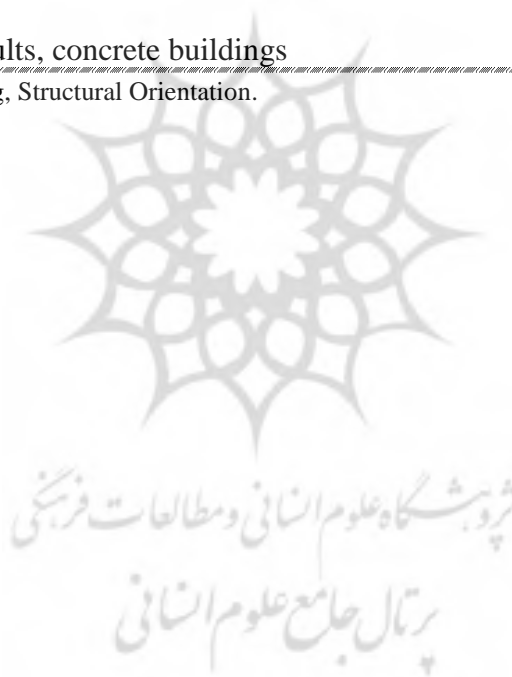 ults, concrete buildings
g, Structural Orientation.
پژوهشگاه علوم انسانی و مطالعات فرهنگی
پرتال جامع علوم انسانی